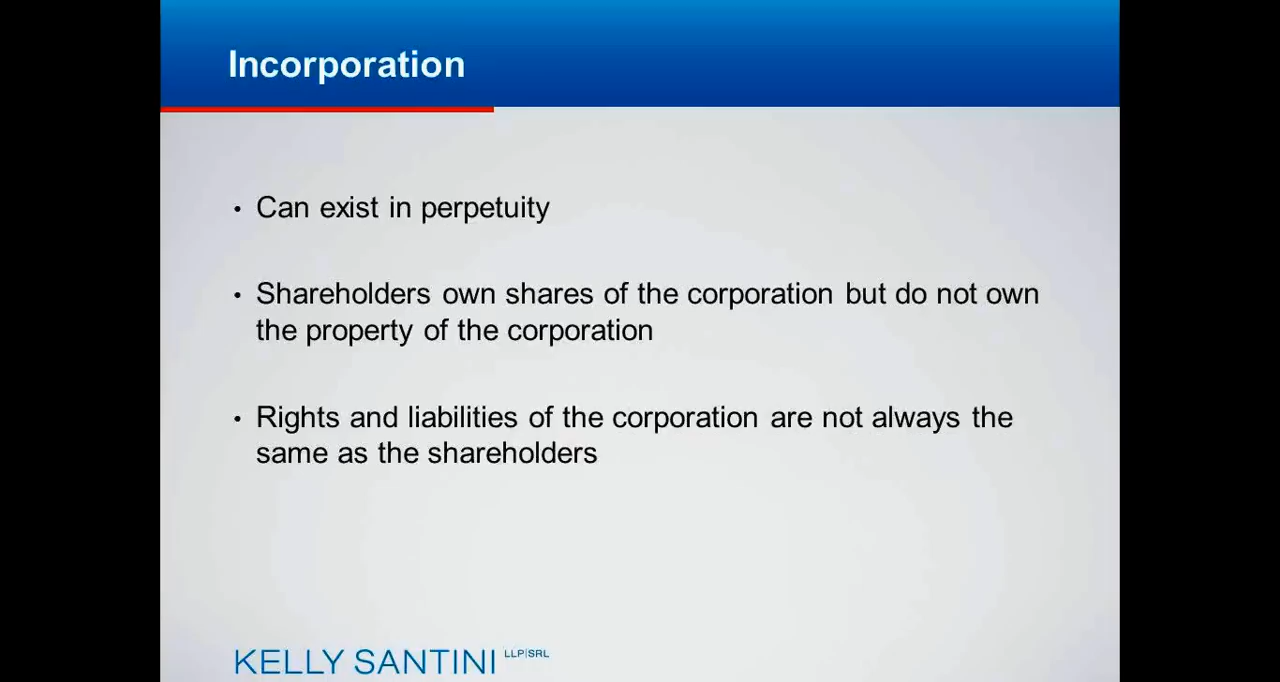 Incorporation
• Can exist in perpetuity
• Shareholders own shares of the corporation but do not own
the property of the corporation
• Rights and liabilities of the corporation are not always the
same as the shareholders
KELLY SANTINI LLP|SRL